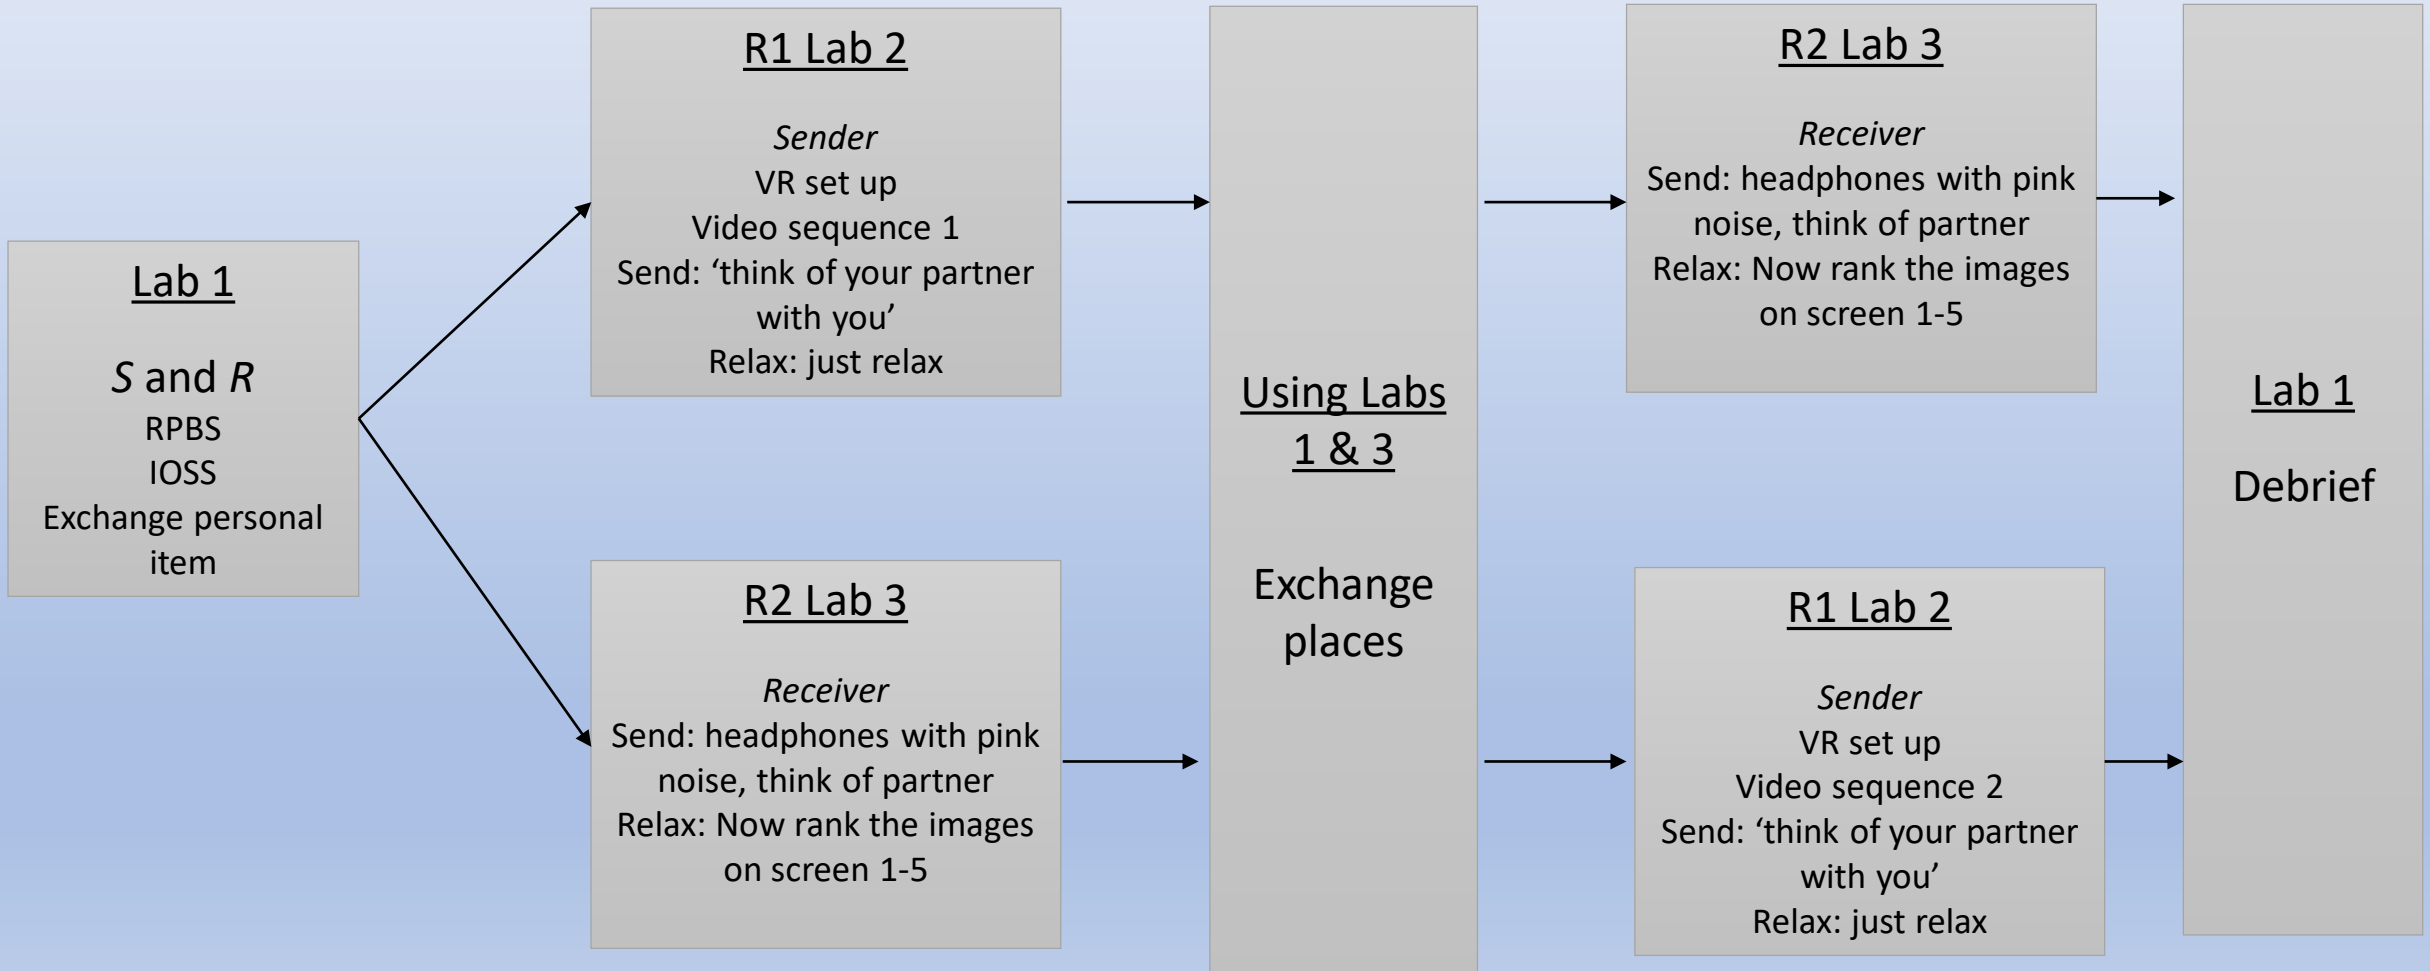 Lab 1
S and R
RPBS
IOSS
Exchange personal
item
R1 Lab 2
Sender
VR set up
Video sequence 1
Send: ‘think of your partner
with you’
Relax: just relax
R2 Lab 3
Receiver
Send: headphones with pink
noise, think of partner
Relax: Now rank the images
on screen 1-5
Using Labs
1 & 3
Exchange
places
R2 Lab 3
Receiver
Send: headphones with pink
noise, think of partner
Relax: Now rank the images
on screen 1-5
R1 Lab 2
Sender
VR set up
Video sequence 2
Send: ‘think of your partner
with you’
Relax: just relax
Lab 1
Debrief